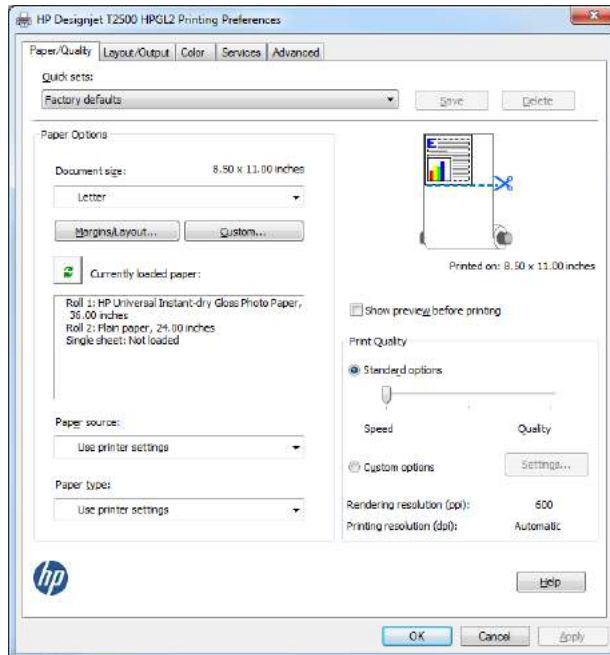 HP Designjet T2500 HPGL2 Printing Preferences
Paper/Quality Layout/Output Color Services Advanced
Quick sets:
Factory defaults Save Delete
Paper Options
Document size: 8.50 x 11.00 inches
Letter
Margins/Layout... Custom...
Printed on: 8.50 x 11.00 inches
Currently loaded paper:
Roll 1: HP Universal Instant-dry Gloss Photo Paper,
36.00 inches
Roll 2: Plain paper, 24.00 inches
Single sheet: Not loaded
Show preview before printing
Print Quality
Standard options
Speed Quality
Paper source:
Use printer settings
Custom options Settings...
Paper type:
Use printer settings
Rendering resolution (ppi): 600
Printing resolution (dpi): Automatic
hp
Help
OK Cancel Apply